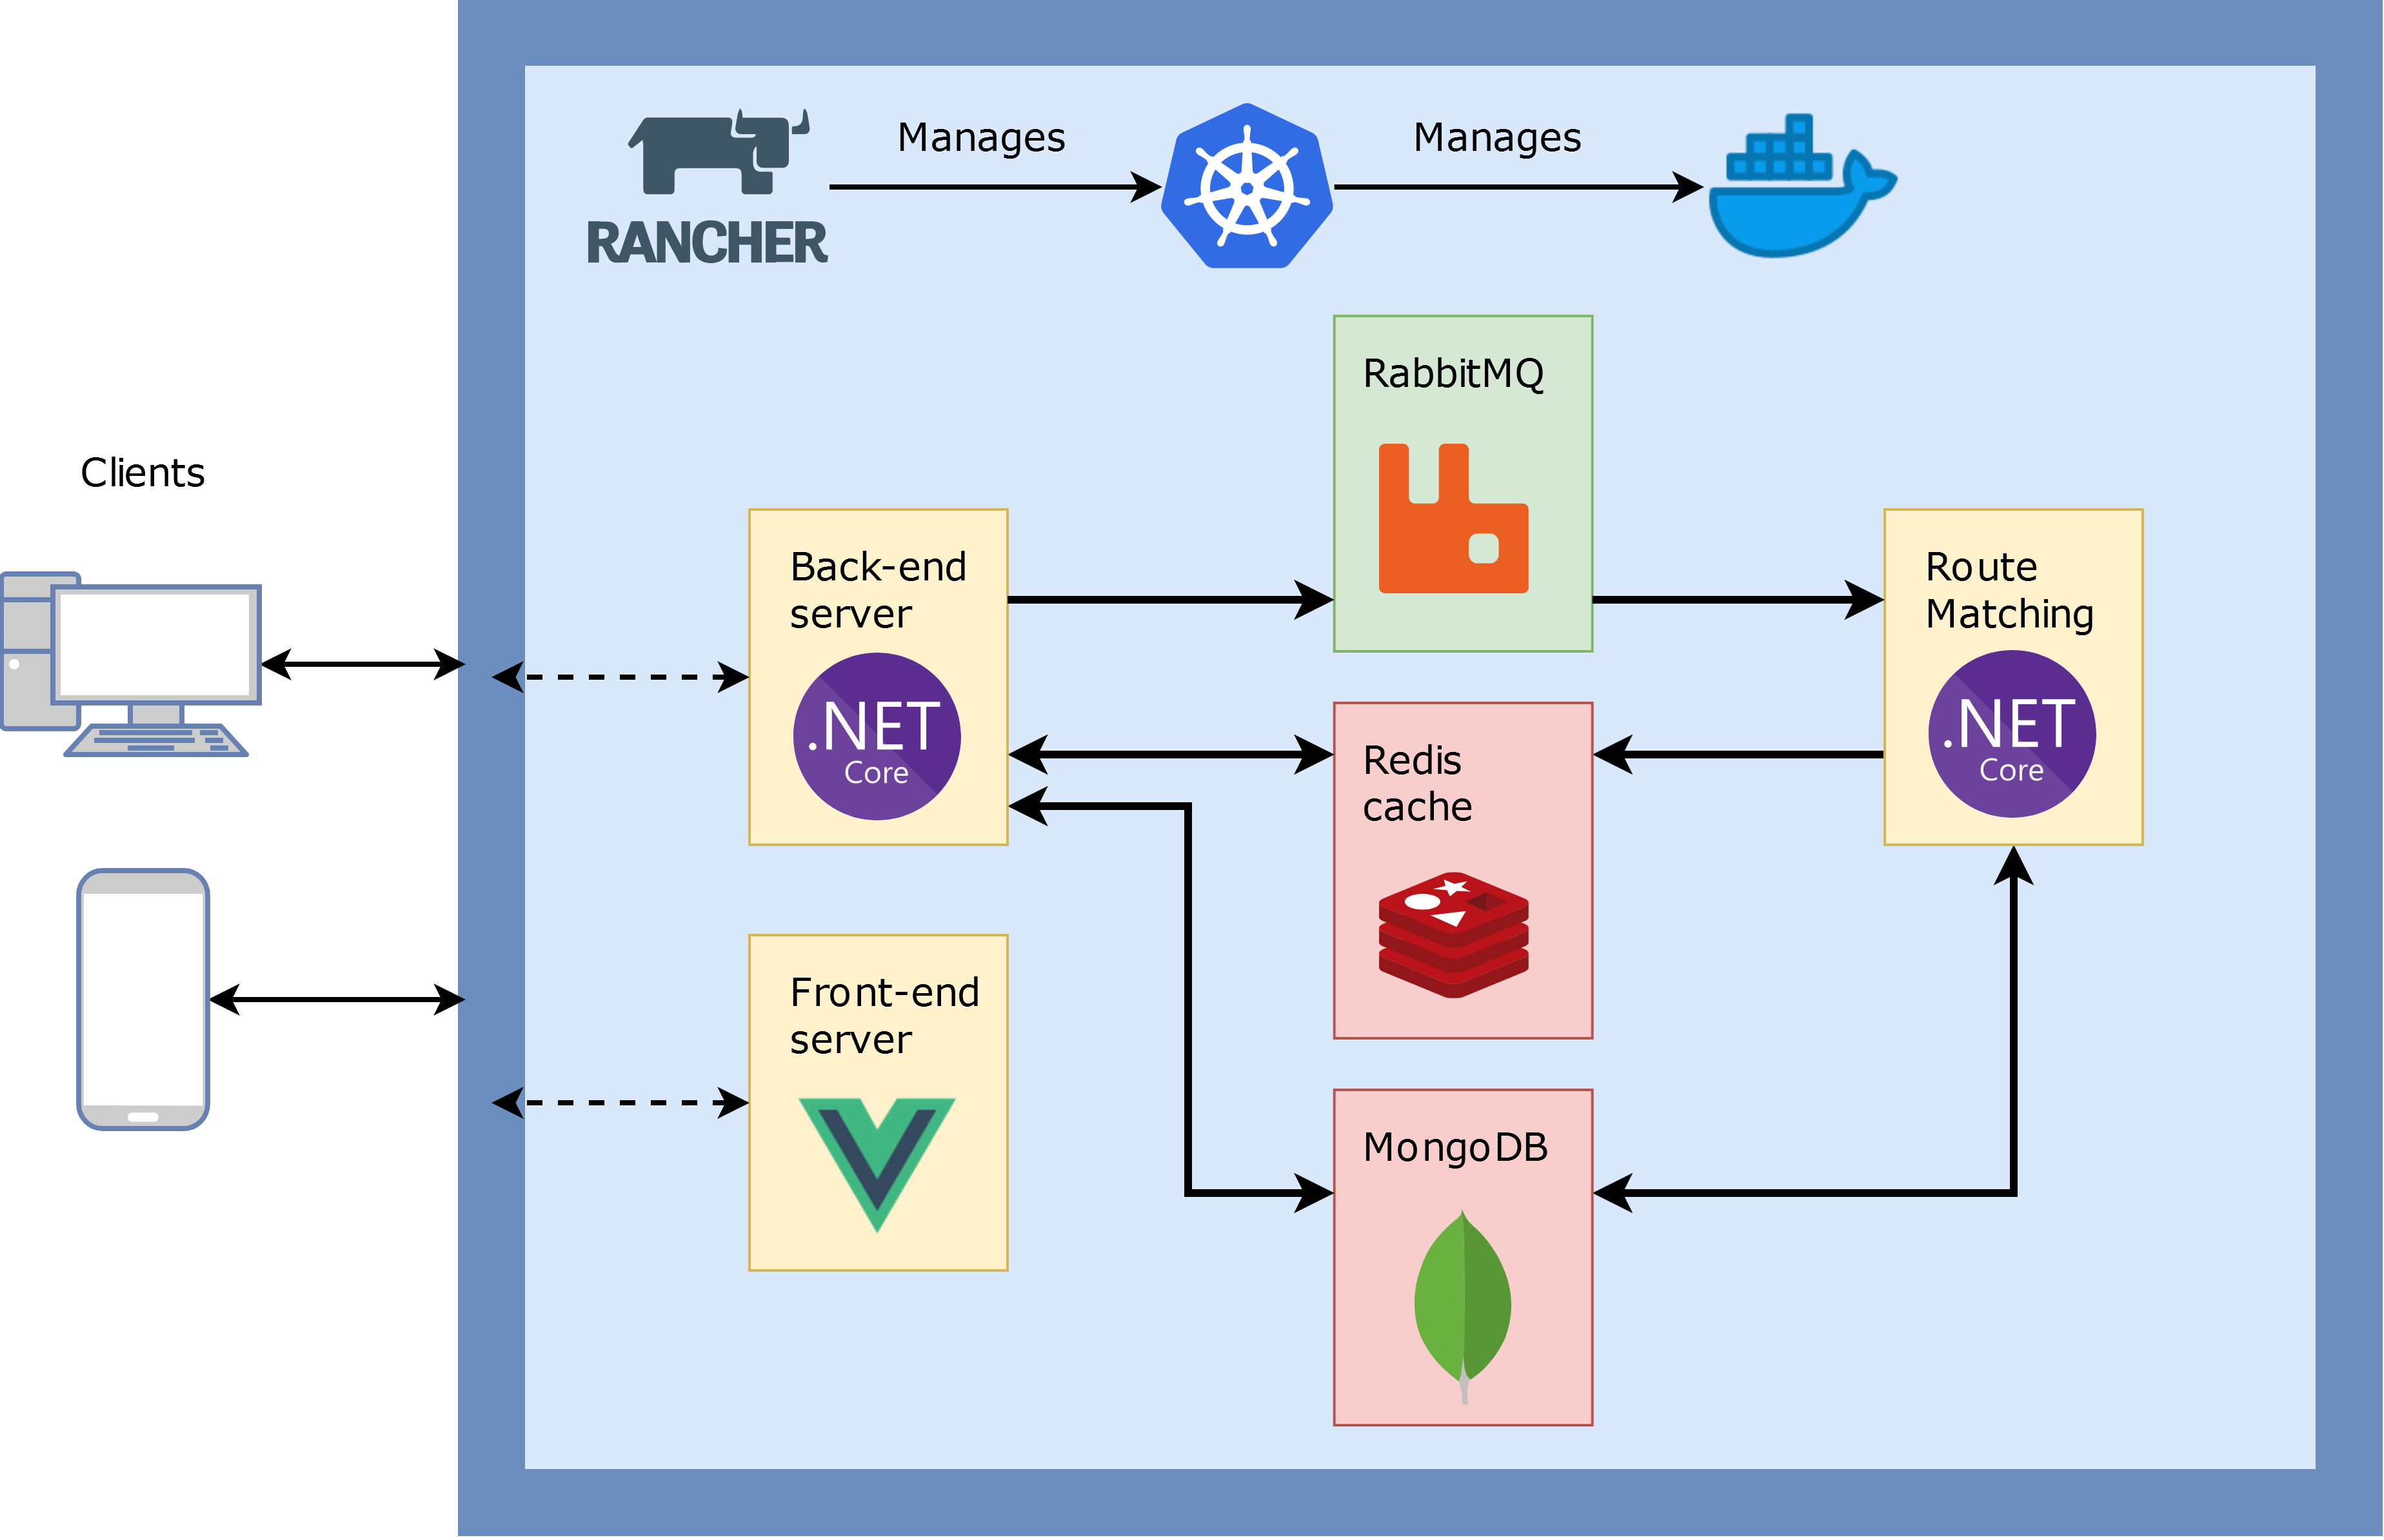 Manages
Manages
RANCHER
RabbitMQ
Clients
Back-end
server
.NET
Core
Route
Matching
.NET
Core
Redis
cache
Front-end
server
MongoDB